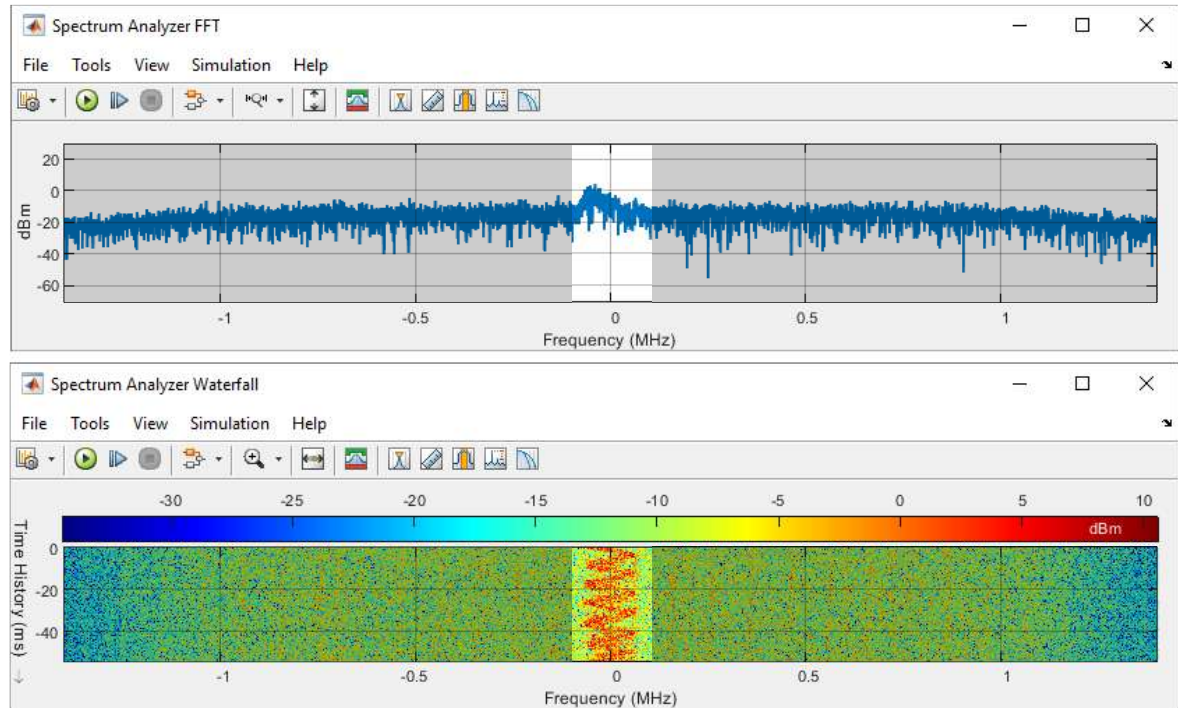 Spectrum Analyzer FFT
File Tools View Simulation Help
20
0
-20
-40
-60
dBm
-1 -0.5 0 0.5 1
Frequency (MHz)
Spectrum Analyzer Waterfall
File Tools View Simulation Help
-30 -25 -20 -15 -10 -5 0 5 10
dBm
Time History (ms)
0
-20
-40
-1 -0.5 0 0.5 1
Frequency (MHz)